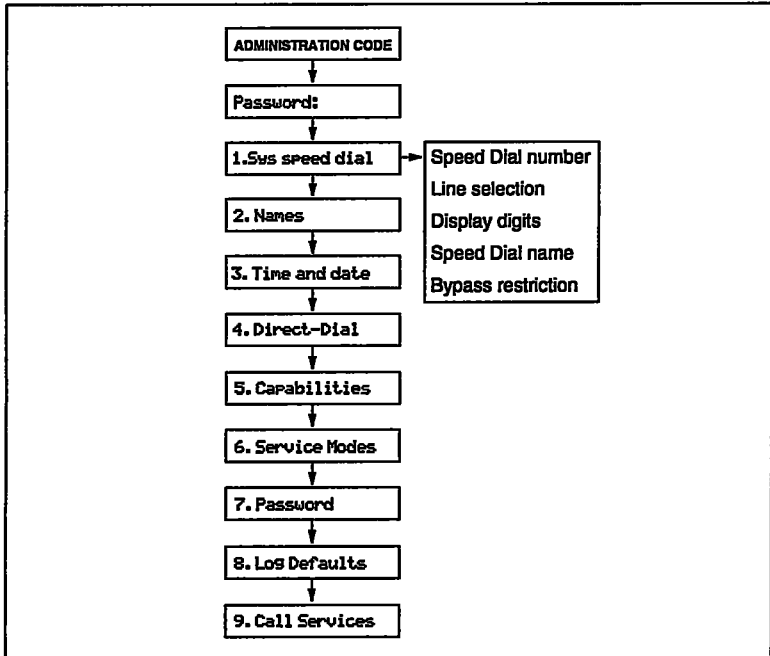 ADMINISTRATION CODE
Password:
1.Sys speed dial
Speed Dial number
Line selection
Display digits
Speed Dial name
Bypass restriction
2. Names
3. Time and date
4. Direct-Dial
5. Capabilities
6. Service Modes
7. Password
8. Log Defaults
9. Call Services